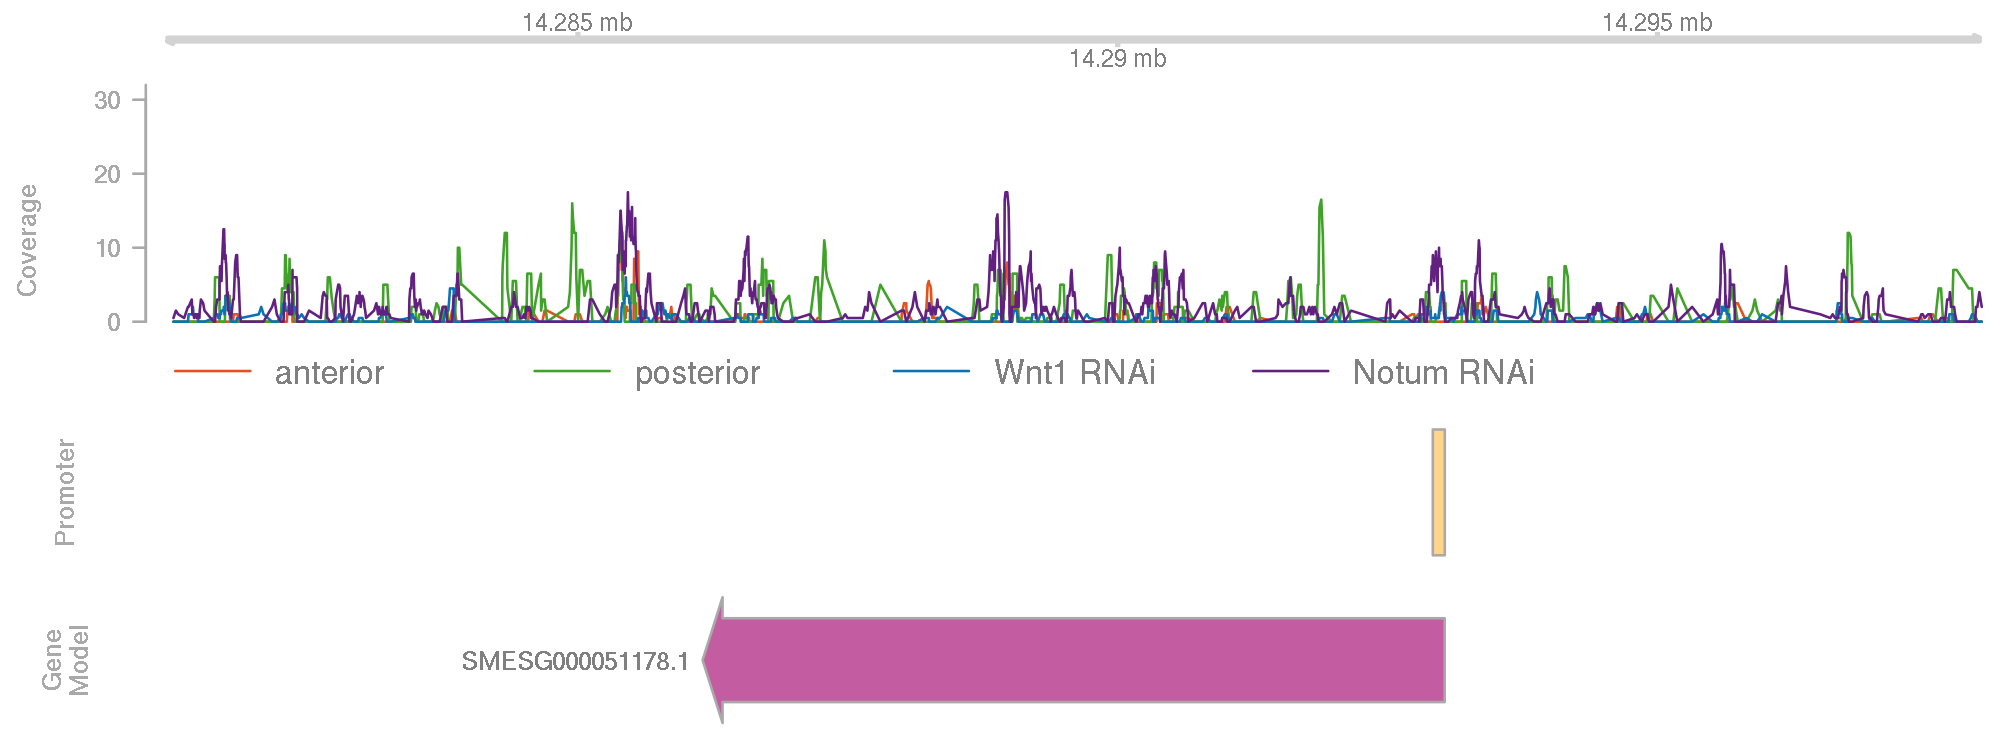 14.285 mb
14.295 mb
14.29 mb
30
20
10
0
Coverage
anterior
posterior
Wnt1 RNAi
Notum RNAi
Promoter
Gene
Model
SMESG000051178.1